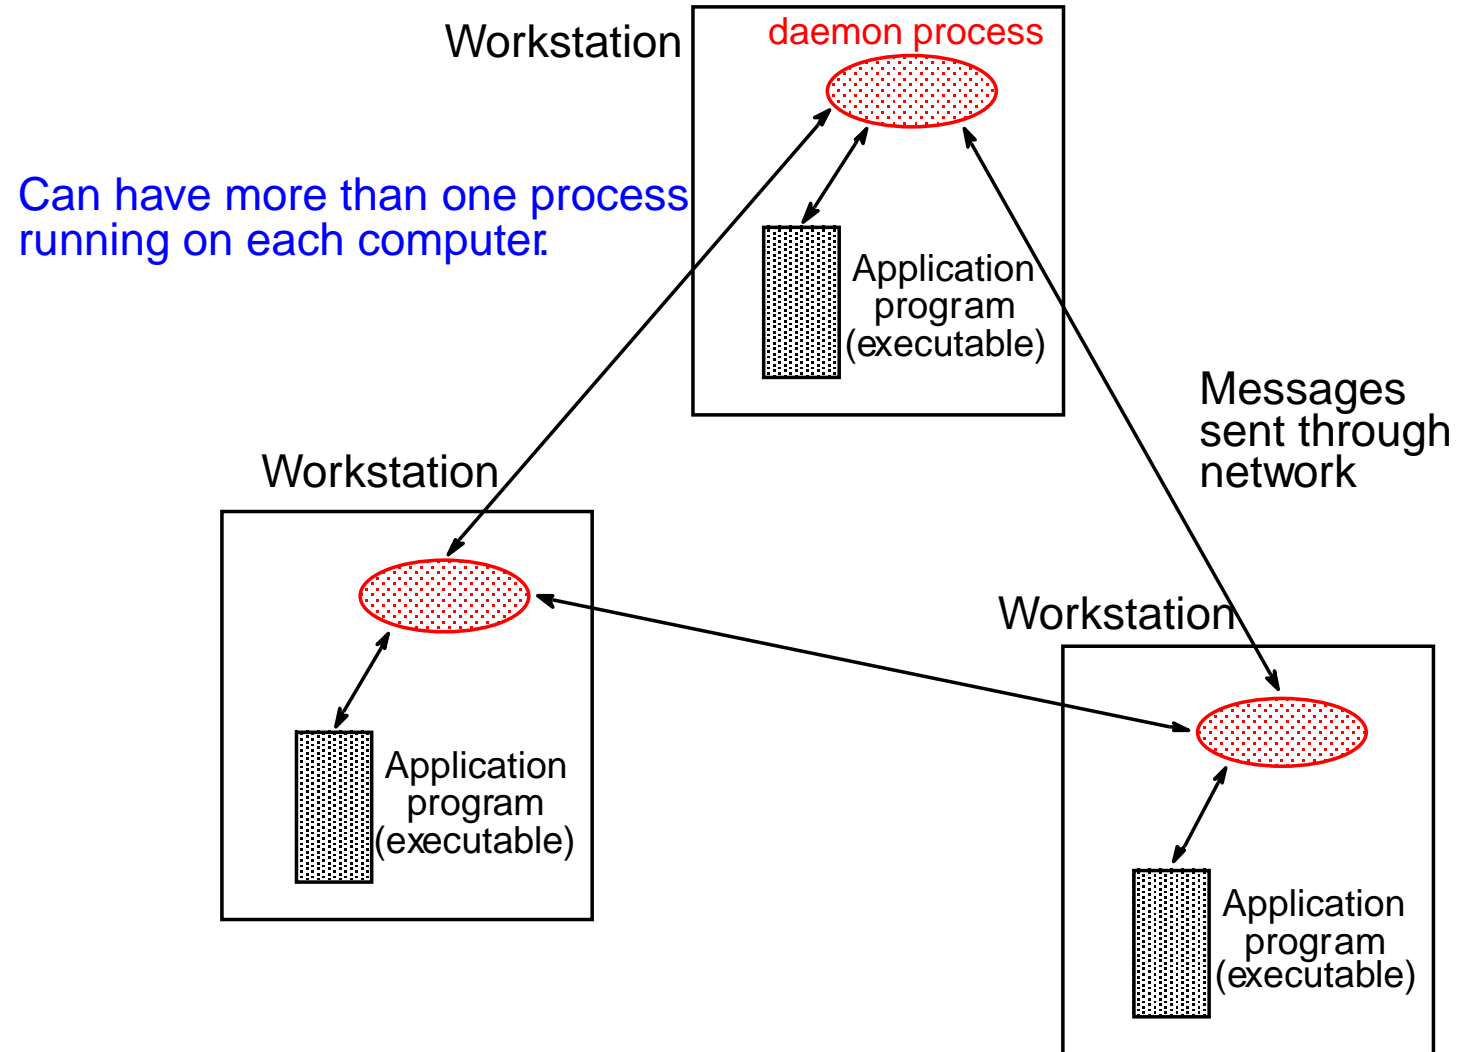 Workstation
daemon process
Can have more than one process
running on each computer.
Application
program
(executable)
Messages
sent through
network
Workstation
Application
program
(executable)
Workstation
Application
program
(executable)